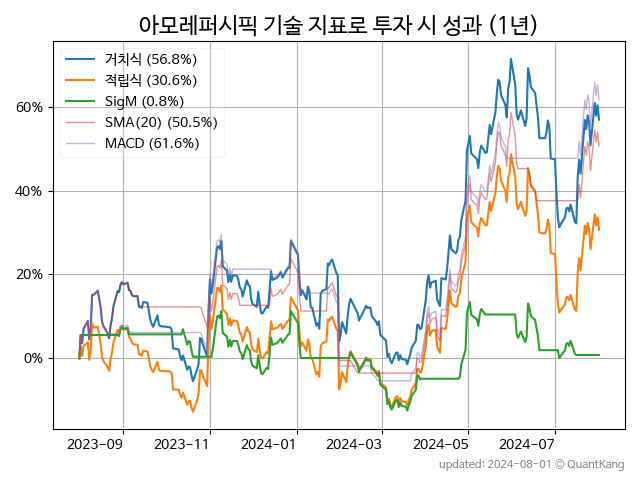 아모레퍼시픽 기술 지표로 투자 시 성과 (1년)
거치식 (56.8%)
적립식 (30.6%)
SigM (0.8%)
SMA(20) (50.5%)
MACD (61.6%)
60%
40%
20%
0%
2023-09 2023-11 2024-01 2024-03 2024-05 2024-07
updated: 2024-08-01 © QuantKang